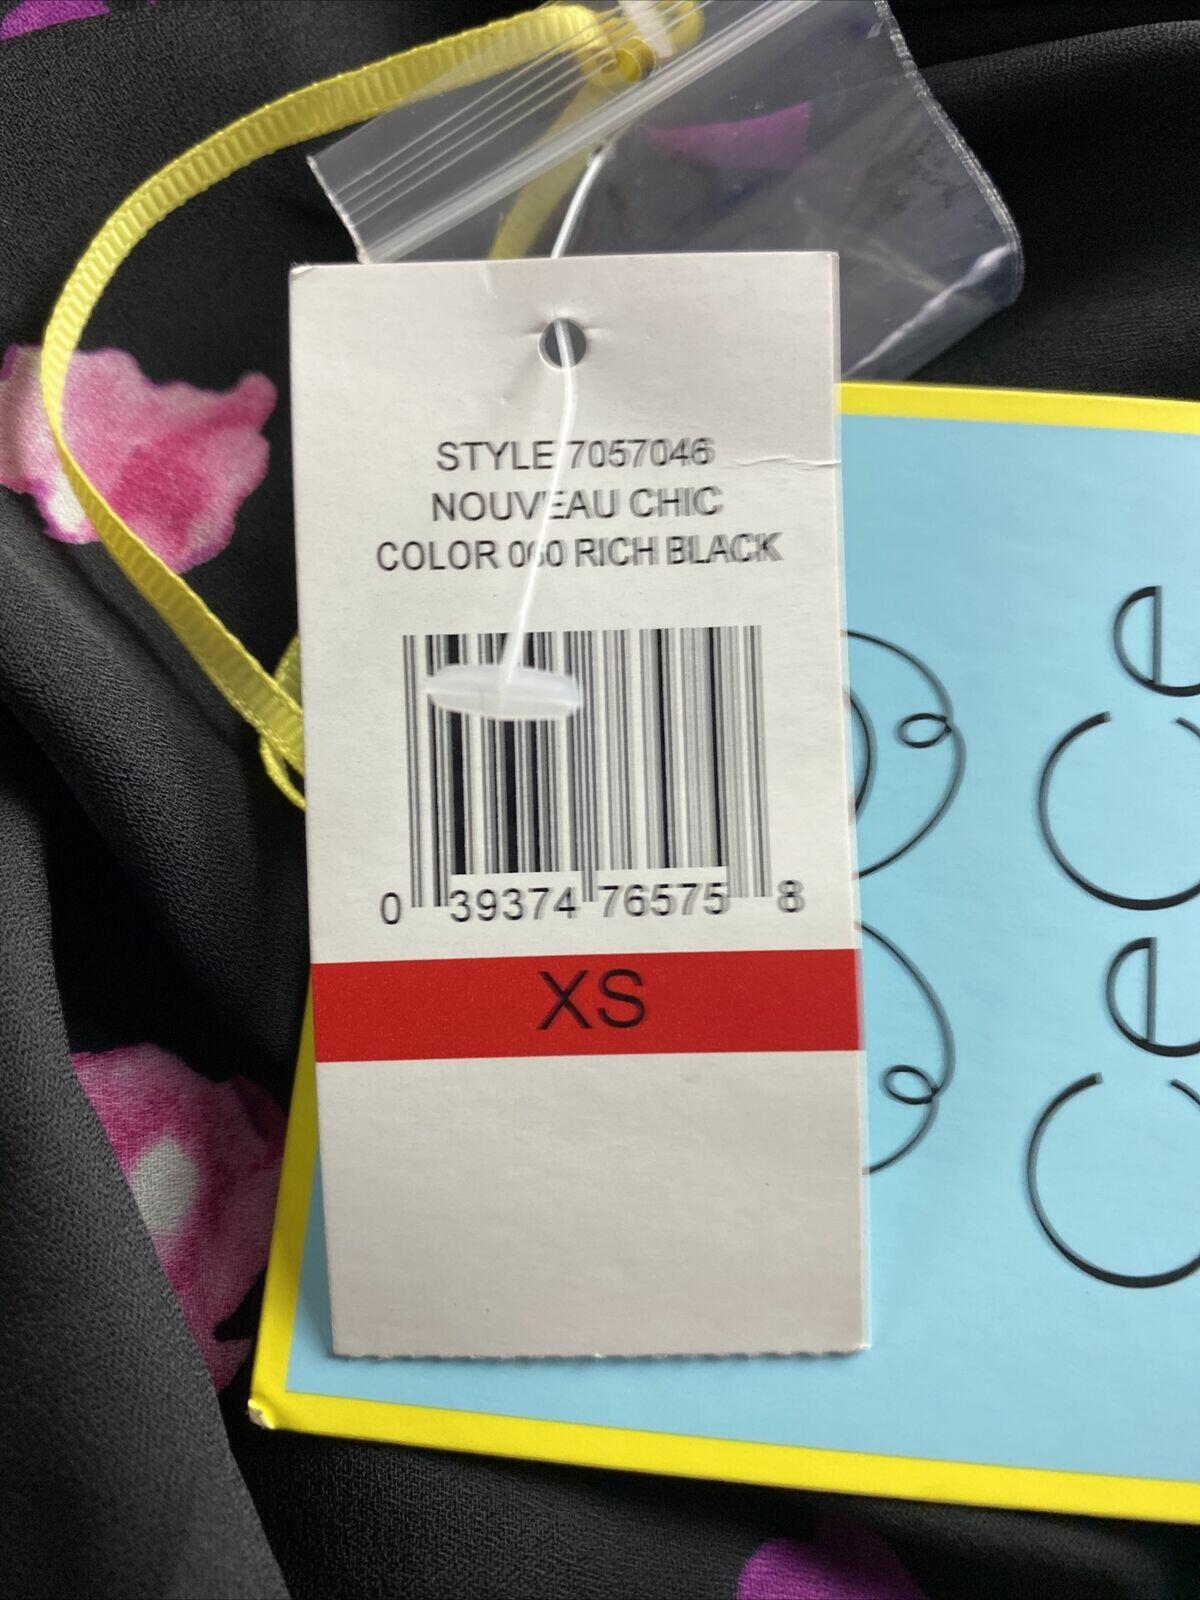 STYLE 7057046
NOUVEAU CHIC
COLOR 060 RICH BLACK
0 39374 76575 8
XS
CeCe